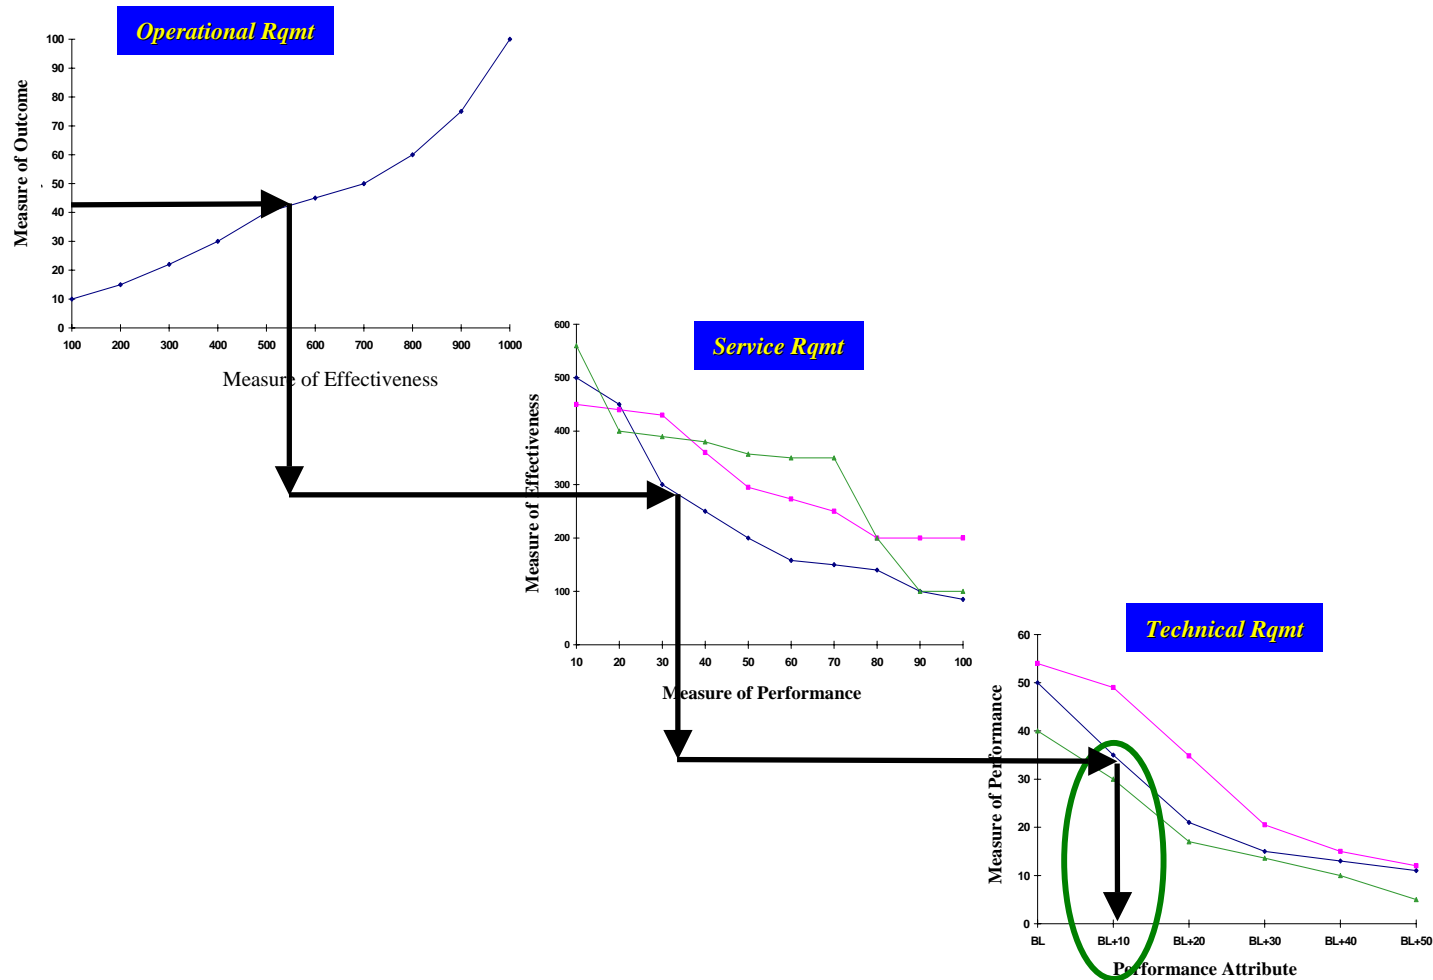 Operational Rqmt
Measure of Outcome
100
90
80
70
60
50
40
30
20
10
0
100 200 300 400 500 600 700 800 900 1000
Measure of Effectiveness
Service Rqmt
Measure of Effectiveness
600
500
400
300
200
100
0
10 20 30 40 50 60 70 80 90 100
Measure of Performance
Technical Rqmt
Measure of Performance
60
50
40
30
20
10
0
BL BL+10 BL+20 BL+30 BL+40 BL+50
Performance Attribute